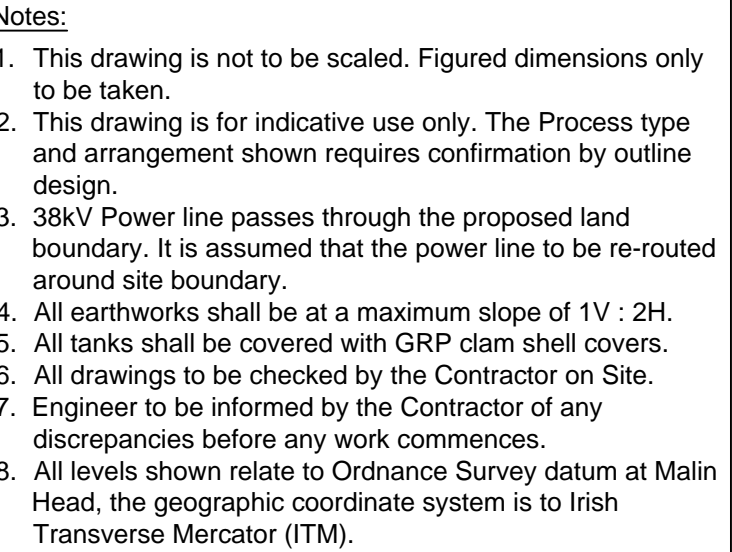 Notes:
1. This drawing is not to be scaled. Figured dimensions only
to be taken.
2. This drawing is for indicative use only. The Process type
and arrangement shown requires confirmation by outline
design.
3. 38kV Power line passes through the proposed land
boundary. It is assumed that the power line to be re-routed
around site boundary.
4. All earthworks shall be at a maximum slope of 1V : 2H.
5. All tanks shall be covered with GRP clam shell covers.
6. All drawings to be checked by the Contractor on Site.
7. Engineer to be informed by the Contractor of any
discrepancies before any work commences.
8. All levels shown relate to Ordnance Survey datum at Malin
Head, the geographic coordinate system is to Irish
Transverse Mercator (ITM).